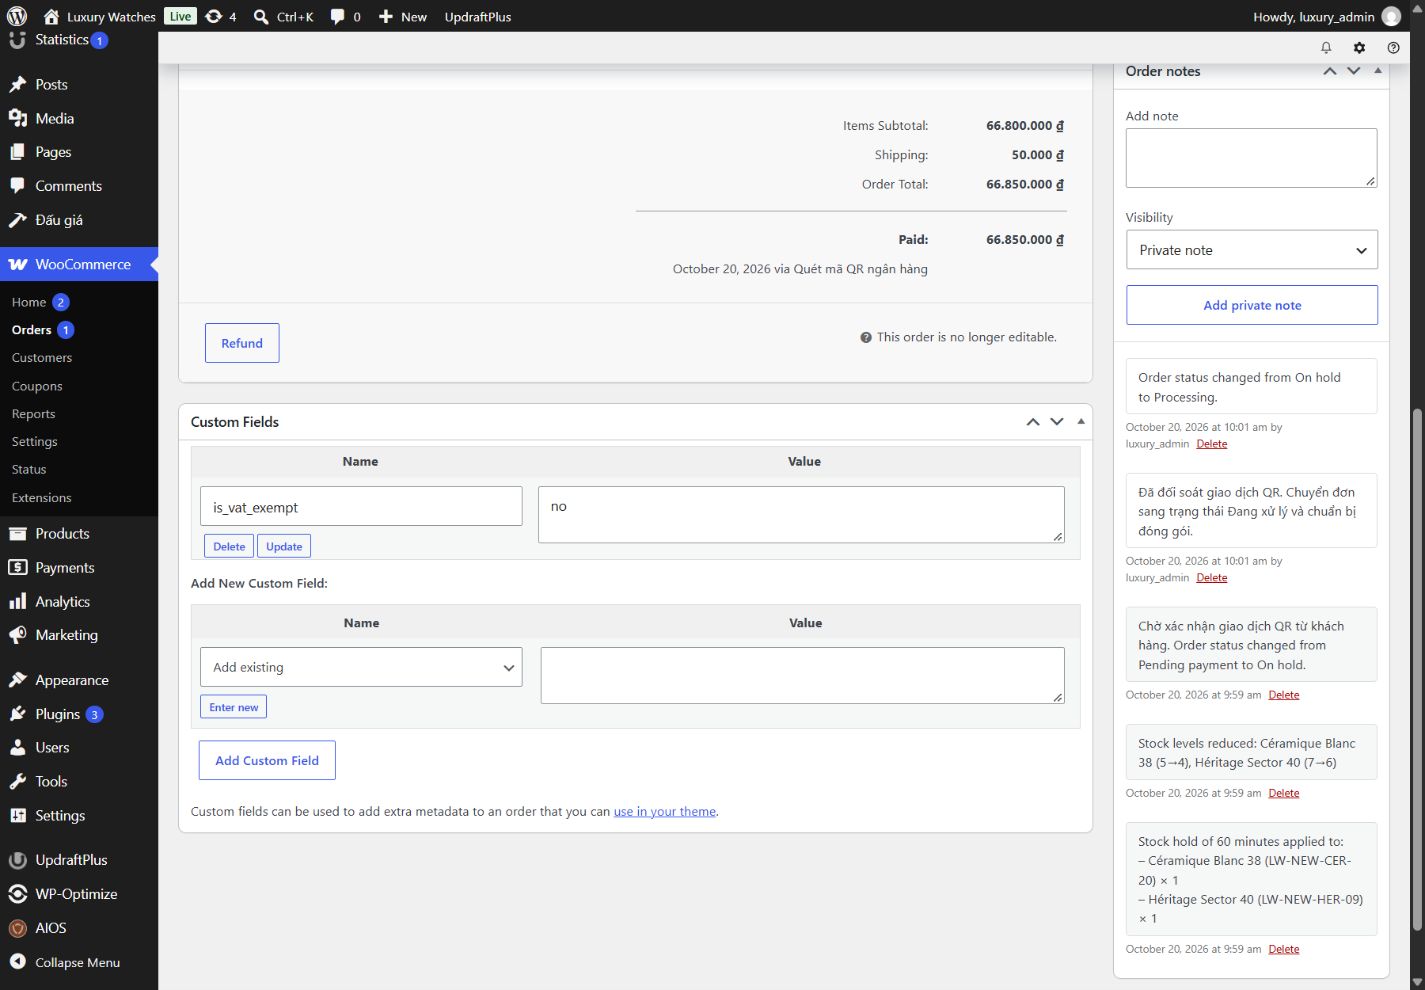 Luxury Watches Live 4 Ctrl+K 0 New UpdraftPlus Howdy, luxury_admin
Statistics 1
Posts
Media
Pages
Comments
Đấu giá
WooCommerce
Home 2
Orders 1
Customers
Coupons
Reports
Settings
Status
Extensions
Products
Payments
Analytics
Marketing
Appearance
Plugins 3
Users
Tools
Settings
UpdraftPlus
WP-Optimize
AIOS
Collapse Menu
Items Subtotal: 66.800.000 ₫
Shipping: 50.000 ₫
Order Total: 66.850.000 ₫
Paid: 66.850.000 ₫
October 20, 2026 via Quét mã QR ngân hàng
Refund
This order is no longer editable.
Custom Fields
Name Value
is_vat_exempt no
Delete Update
Add New Custom Field:
Name Value
Add existing
Enter new
Add Custom Field
Custom fields can be used to add extra metadata to an order that you can use in your theme.
Order notes
Add note
Visibility
Private note
Add private note
Order status changed from On hold
to Processing.
October 20, 2026 at 10:01 am by
luxury_admin Delete
Đã đối soát giao dịch QR. Chuyển đơn
sang trạng thái Đang xử lý và chuẩn bị
đóng gói.
October 20, 2026 at 10:01 am by
luxury_admin Delete
Chờ xác nhận giao dịch QR từ khách
hàng. Order status changed from
Pending payment to On hold.
October 20, 2026 at 9:59 am Delete
Stock levels reduced: Céramique Blanc
38 (5→4), Héritage Sector 40 (7→6)
October 20, 2026 at 9:59 am Delete
Stock hold of 60 minutes applied to:
– Céramique Blanc 38 (LW-NEW-CER-
20) × 1
– Héritage Sector 40 (LW-NEW-HER-09)
× 1
October 20, 2026 at 9:59 am Delete